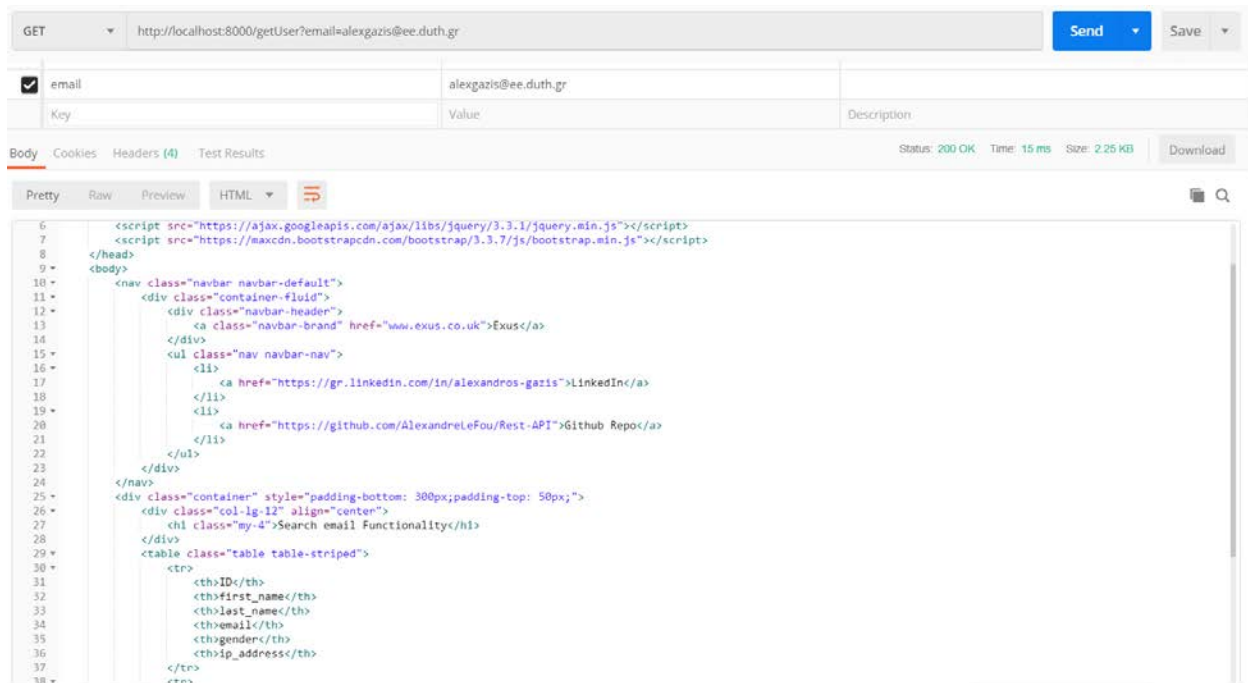 GET http://localhost:8000/getUser?email=alexgazis@ee.duth.gr Send Save
email alexgazis@ee.duth.gr
Key Value Description
Body Cookies Headers (4) Test Results Status: 200 OK Time: 15 ms Size: 2.25 KB Download
Pretty Raw Preview HTML
6 <script src="https://ajax.googleapis.com/ajax/libs/jquery/3.3.1/jquery.min.js"></script>
7 <script src="https://maxcdn.bootstrapcdn.com/bootstrap/3.3.7/js/bootstrap.min.js"></script>
8 </head>
9 <body>
10 <nav class="navbar navbar-default">
11 <div class="container-fluid">
12 <div class="navbar-header">
13 <a class="navbar-brand" href="www.exus.co.uk">Exus</a>
14 </div>
15 <ul class="nav navbar-nav">
16 <li>
17 <a href="https://gr.linkedin.com/in/alexandros-gazis">LinkedIn</a>
18 </li>
19 <li>
20 <a href="https://github.com/AlexandreLeFou/Rest-API">Github Repo</a>
21 </li>
22 </ul>
23 </div>
24 </nav>
25 <div class="container" style="padding-bottom: 300px;padding-top: 50px;">
26 <div class="col-lg-12" align="center">
27 <h1 class="my-4">Search email Functionality</h1>
28 </div>
29 <table class="table table-striped">
30 <tr>
31 <th>ID</th>
32 <th>first_name</th>
33 <th>last_name</th>
34 <th>email</th>
35 <th>gender</th>
36 <th>ip_address</th>
37 </tr>
38 <tr>